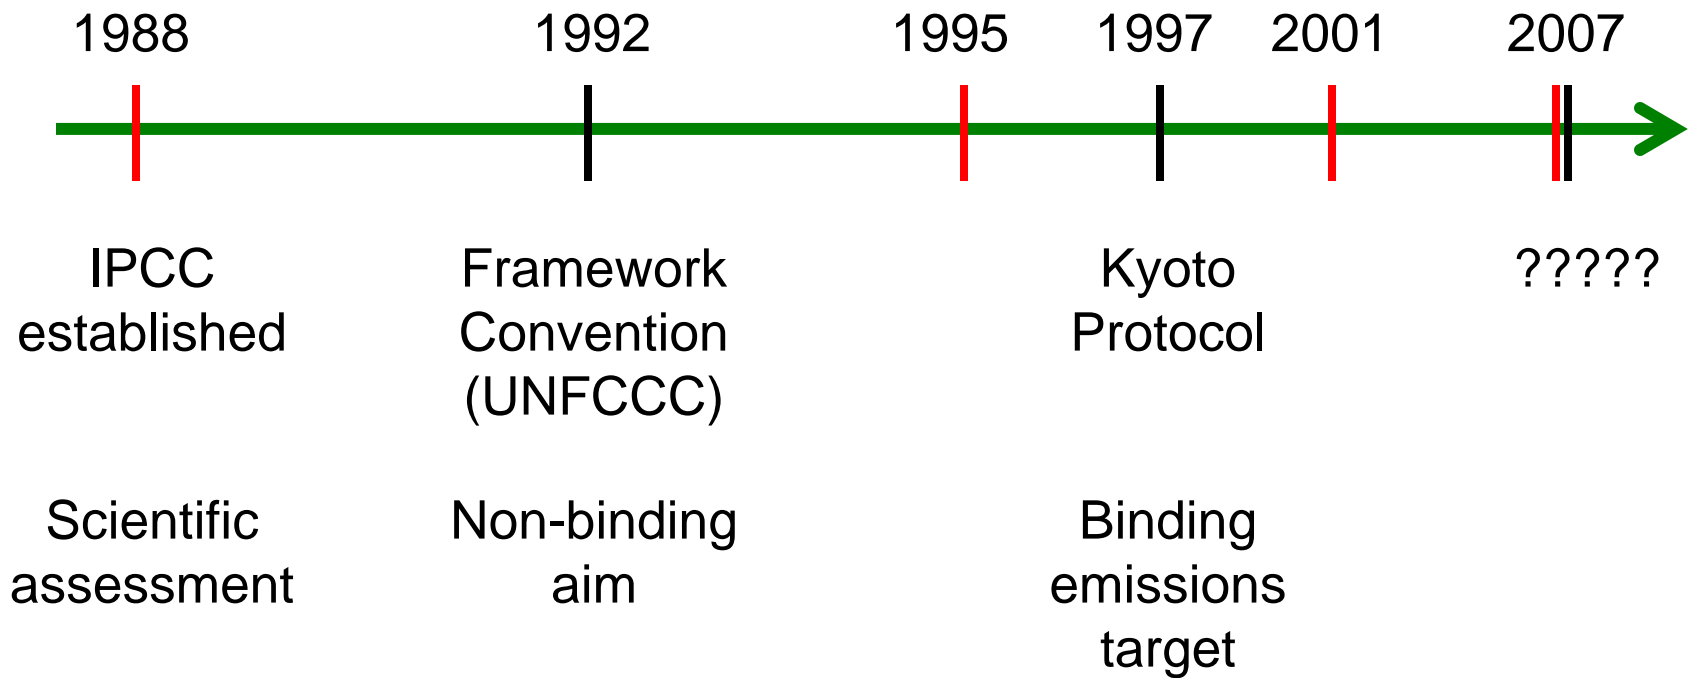 1988 1992 1995 1997 2001 2007
IPCC
established
Framework
Convention
(UNFCCC)
Kyoto
Protocol
?????
Scientific
assessment
Non-binding
aim
Binding
emissions
target